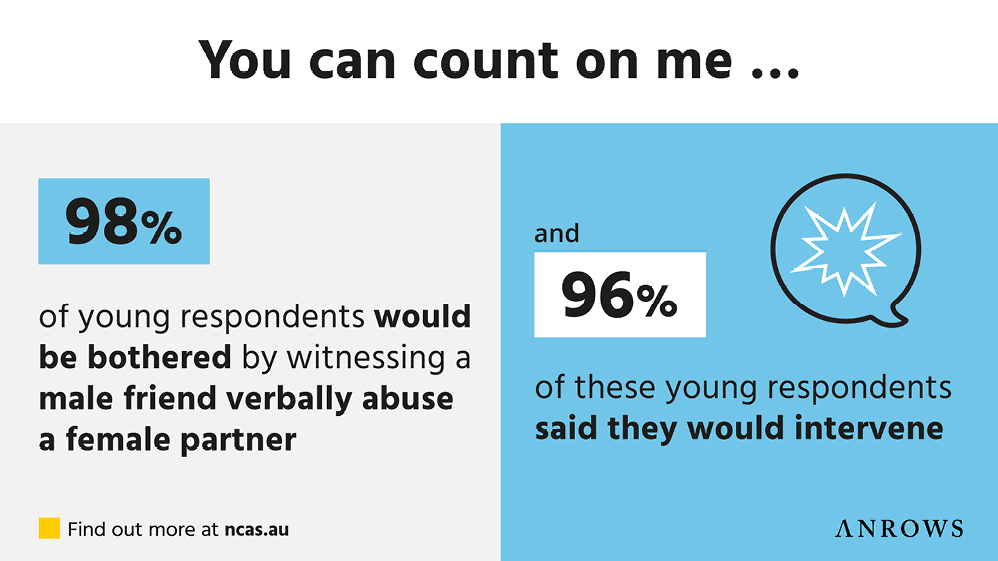 You can count on me ...
98%
of young respondents would
be bothered by witnessing a
male friend verbally abuse
a female partner
Find out more at ncas.au
and
96%
of these young respondents
said they would intervene
ANROWS